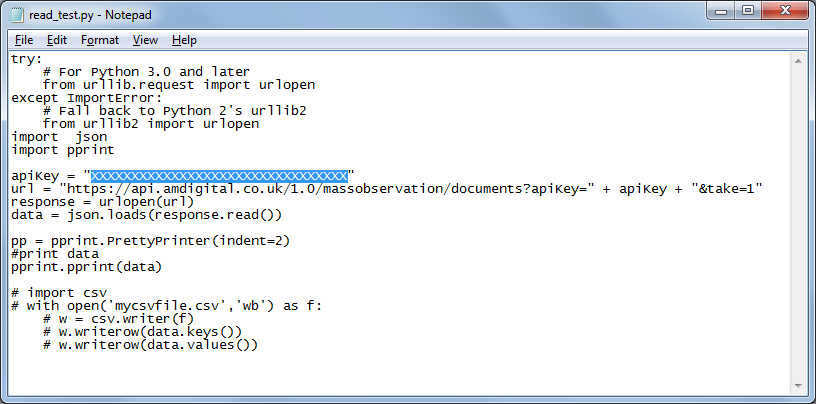 read_test.py - Notepad
File Edit Format View Help
try:
    # For Python 3.0 and later
    from urllib.request import urlopen
except ImportError:
    # Fall back to Python 2's urllib2
    from urllib2 import urlopen
import  json
import pprint

apiKey = "XXXXXXXXXXXXXXXXXXXXXXXXXXXXXXXX"
url = "https://api.amdigital.co.uk/1.0/massobservation/documents?apiKey=" + apiKey + "&take=1"
response = urlopen(url)
data = json.loads(response.read())

pp = pprint.PrettyPrinter(indent=2)
#print data
pprint.pprint(data)

# import csv
# with open('mycsvfile.csv','wb') as f:
    # w = csv.writer(f)
    # w.writerow(data.keys())
    # w.writerow(data.values())